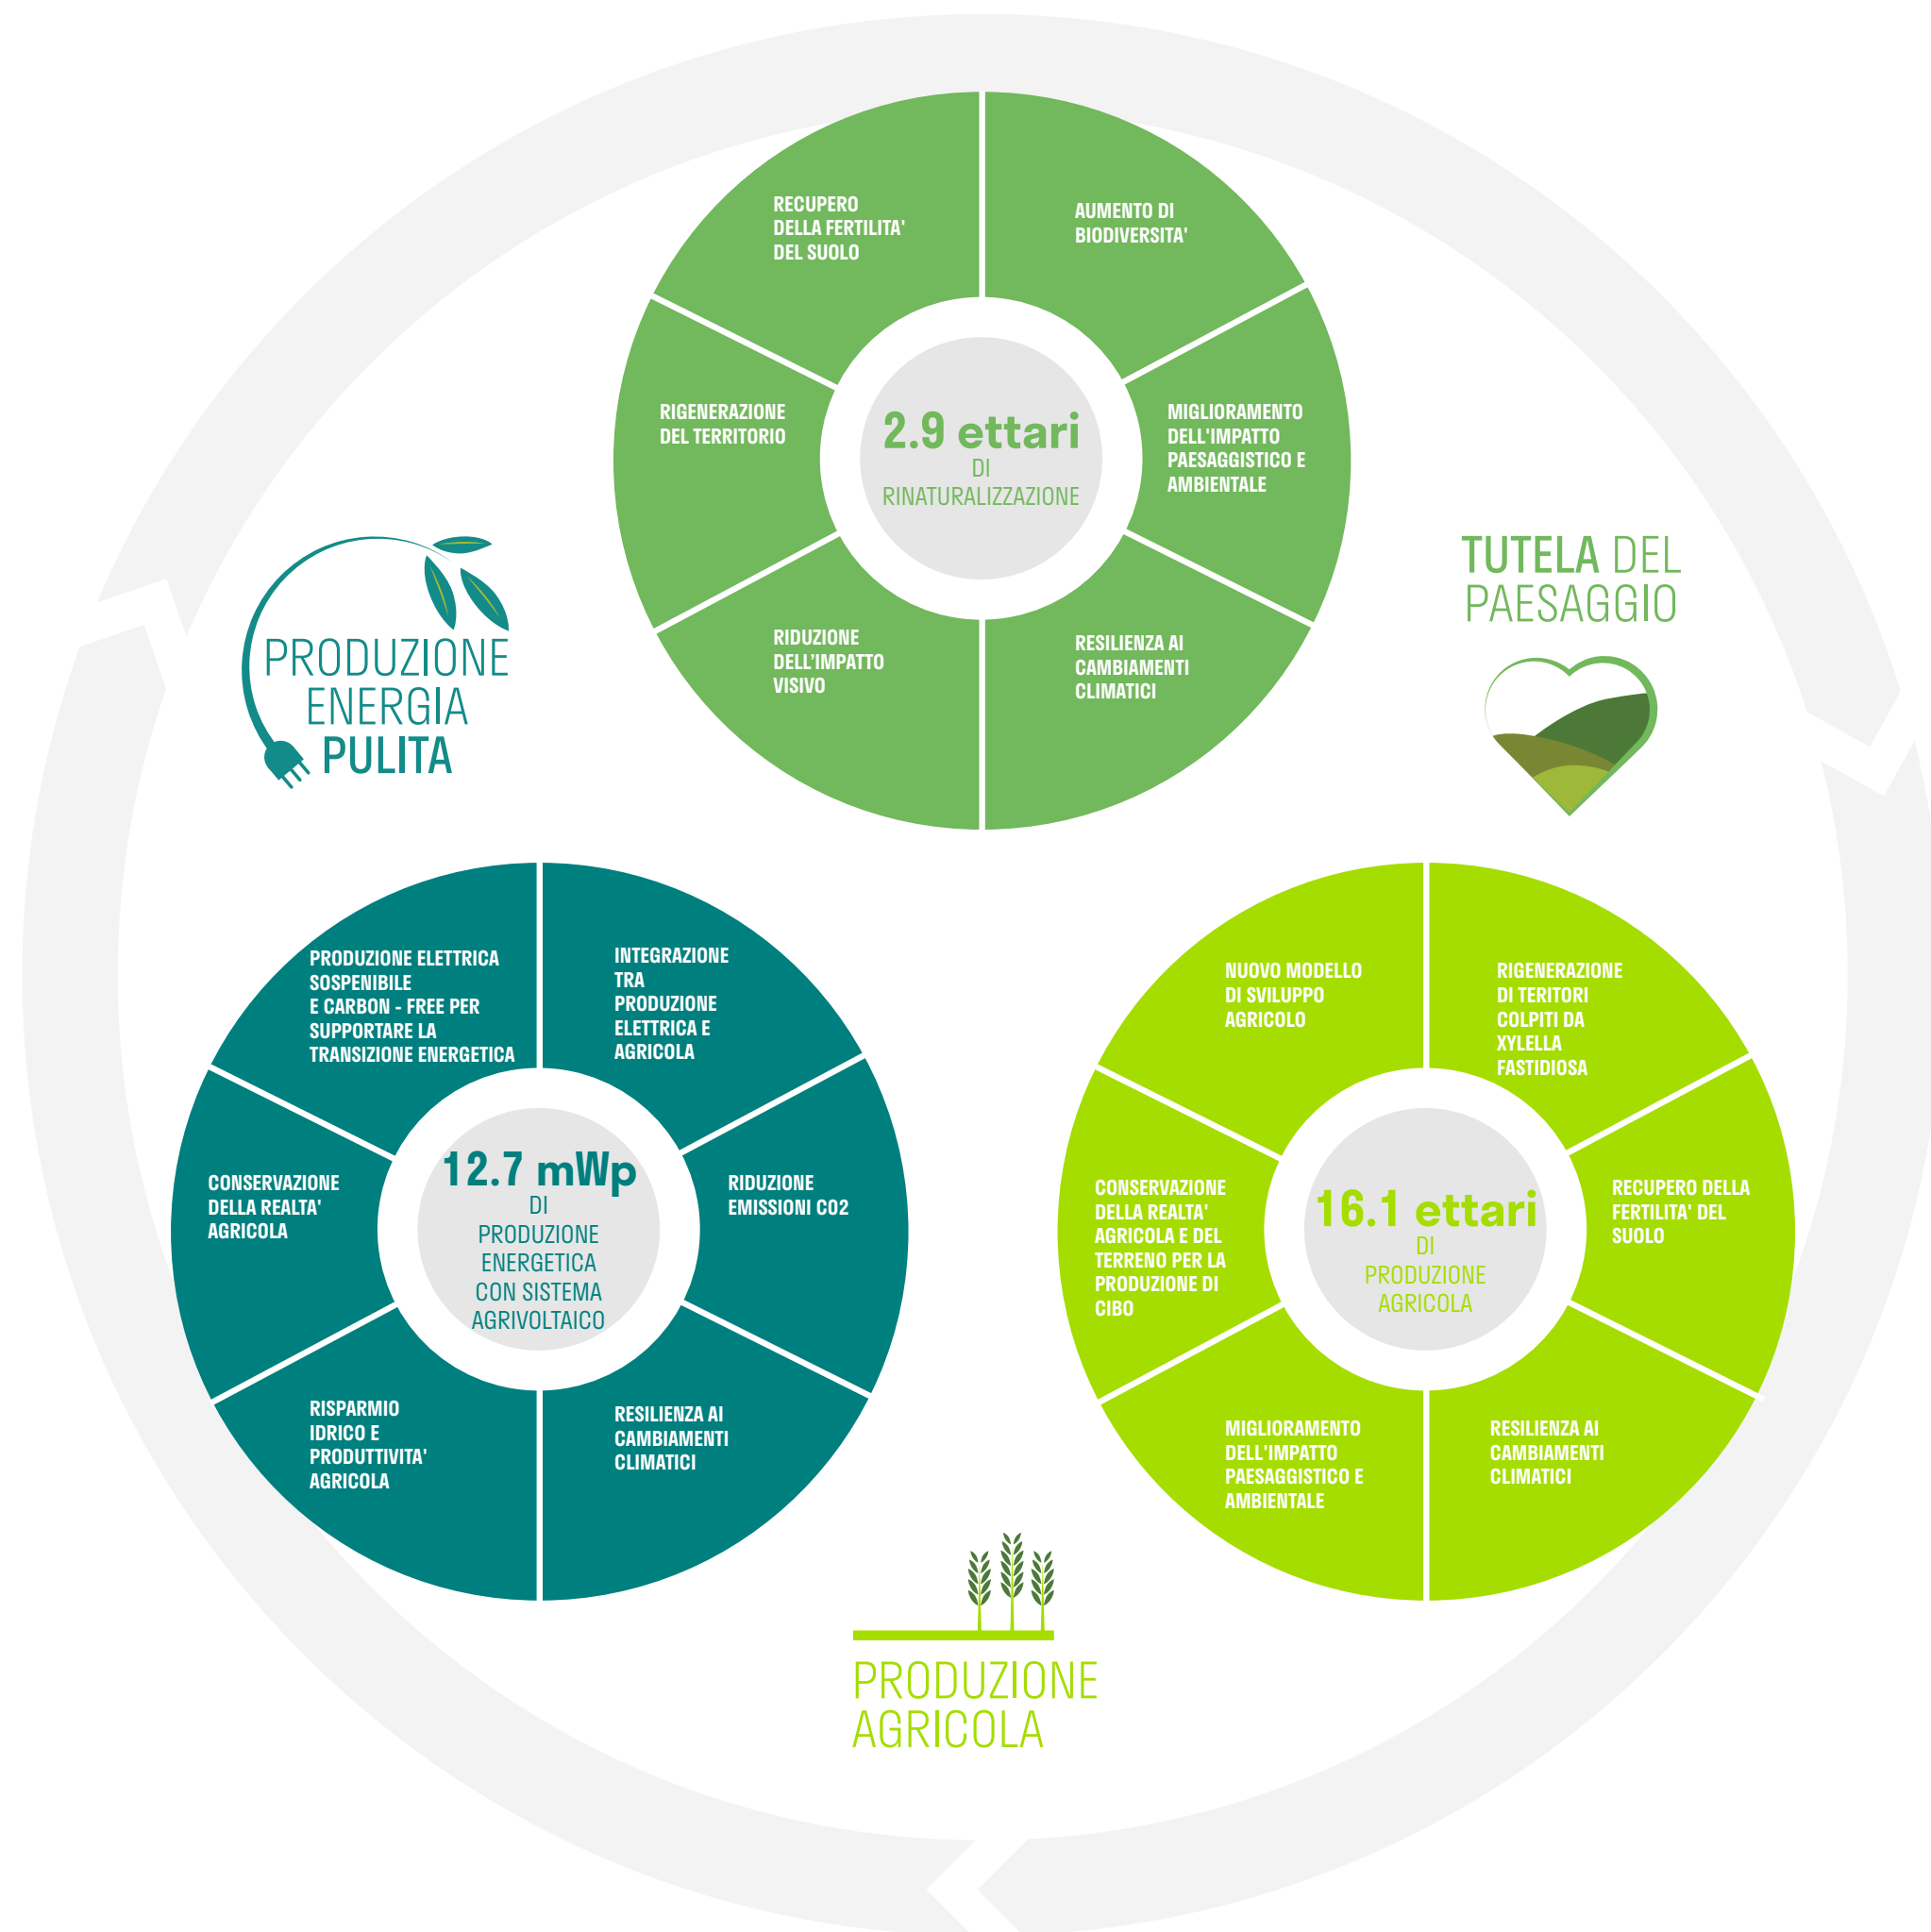 RECUPERO
DELLA FERTILITA'
DEL SUOLO
AUMENTO DI
BIODIVERSITA'
RIGENERAZIONE
DEL TERRITORIO
2.9 ettari
DI
RINATURALIZZAZIONE
MIGLIORAMENTO
DELL'IMPATTO
PAESAGGISTICO E
AMBIENTALE
RIDUZIONE
DELL’IMPATTO
VISIVO
RESILIENZA AI
CAMBIAMENTI
CLIMATICI
PRODUZIONE
ENERGIA
PULITA
TUTELA DEL
PAESAGGIO
PRODUZIONE ELETTRICA
SOSPENIBILE
E CARBON - FREE PER
SUPPORTARE LA
TRANSIZIONE ENERGETICA
INTEGRAZIONE
TRA
PRODUZIONE
ELETTRICA E
AGRICOLA
CONSERVAZIONE
DELLA REALTA'
AGRICOLA
12.7 mWp
DI
PRODUZIONE
ENERGETICA
CON SISTEMA
AGRIVOLTAICO
RIDUZIONE
EMISSIONI CO2
RISPARMIO
IDRICO E
PRODUTTIVITA'
AGRICOLA
RESILIENZA AI
CAMBIAMENTI
CLIMATICI
NUOVO MODELLO
DI SVILUPPO
AGRICOLO
RIGENERAZIONE
DI TERITORI
COLPITI DA
XYLELLA
FASTIDIOSA
CONSERVAZIONE
DELLA REALTA'
AGRICOLA E DEL
TERRENO PER LA
PRODUZIONE DI
CIBO
16.1 ettari
DI
PRODUZIONE
AGRICOLA
RECUPERO DELLA
FERTILITA' DEL
SUOLO
MIGLIORAMENTO
DELL'IMPATTO
PAESAGGISTICO E
AMBIENTALE
RESILIENZA AI
CAMBIAMENTI
CLIMATICI
PRODUZIONE
AGRICOLA